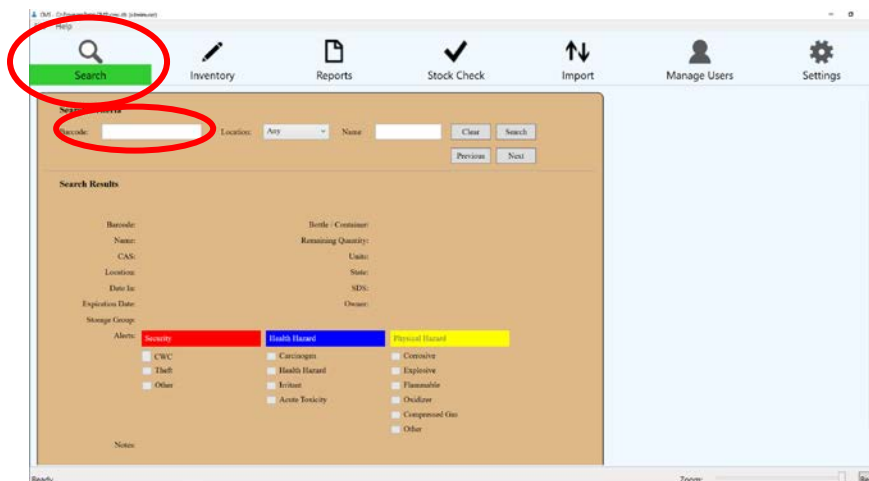 Help
Search
Inventory
Reports
Stock Check
Import
Manage Users
Settings
Barcode:
Location:
Any
Name
Clear
Search
Previous
Next
Search Results
Barcode:
Bottle / Container:
Name:
Remaining Quantity:
CAS:
Units:
Location:
State:
Date In:
SDS:
Expiration Date:
Owner:
Storage Group:
Alerts:
Security
Health Hazard
Physical Hazard
CWC
Carcinogen
Corrosive
Theft
Health Hazard
Explosive
Other
Irritant
Flammable
Acute Toxicity
Oxidizer
Compressed Gas
Other
Notes:
Ready
Zoom: